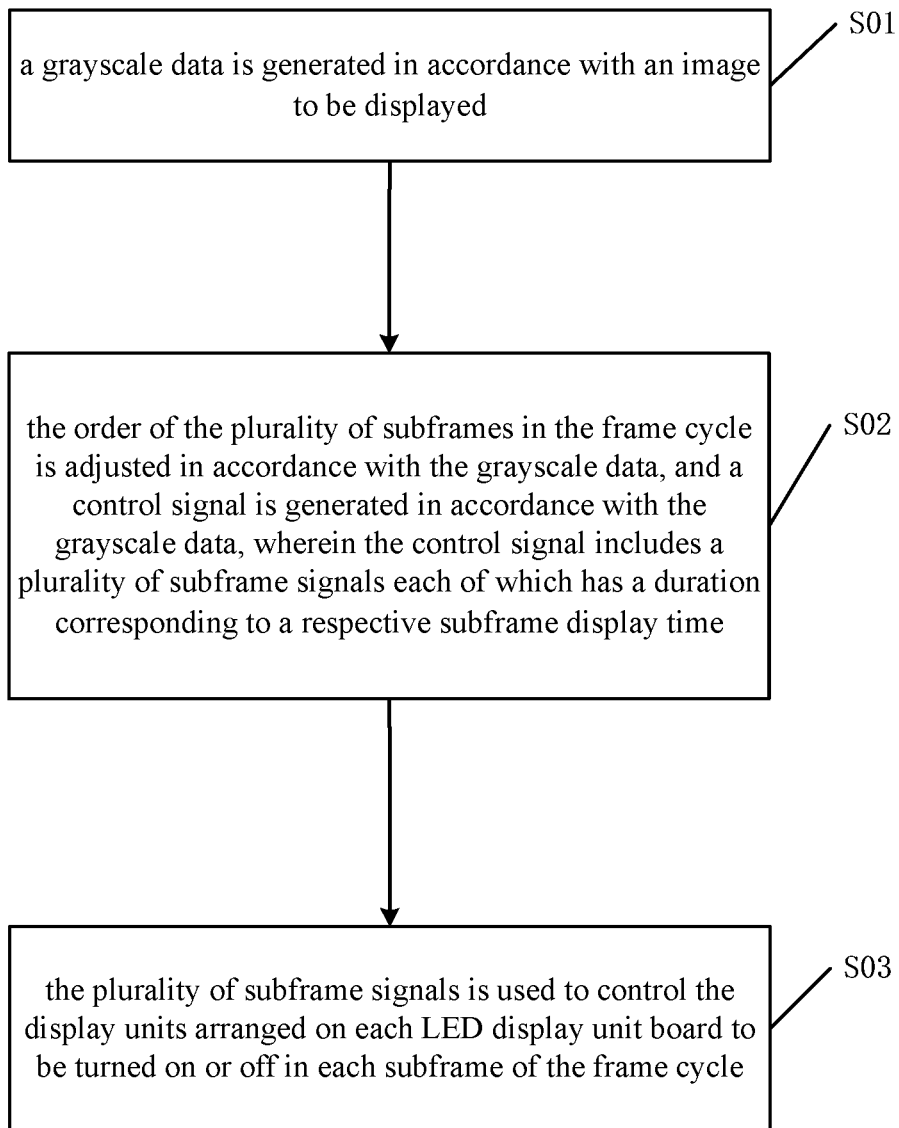 S01
a grayscale data is generated in accordance with an image
to be displayed
S02
the order of the plurality of subframes in the frame cycle
is adjusted in accordance with the grayscale data, and a
control signal is generated in accordance with the
grayscale data, wherein the control signal includes a
plurality of subframe signals each of which has a duration
corresponding to a respective subframe display time
S03
the plurality of subframe signals is used to control the
display units arranged on each LED display unit board to
be turned on or off in each subframe of the frame cycle